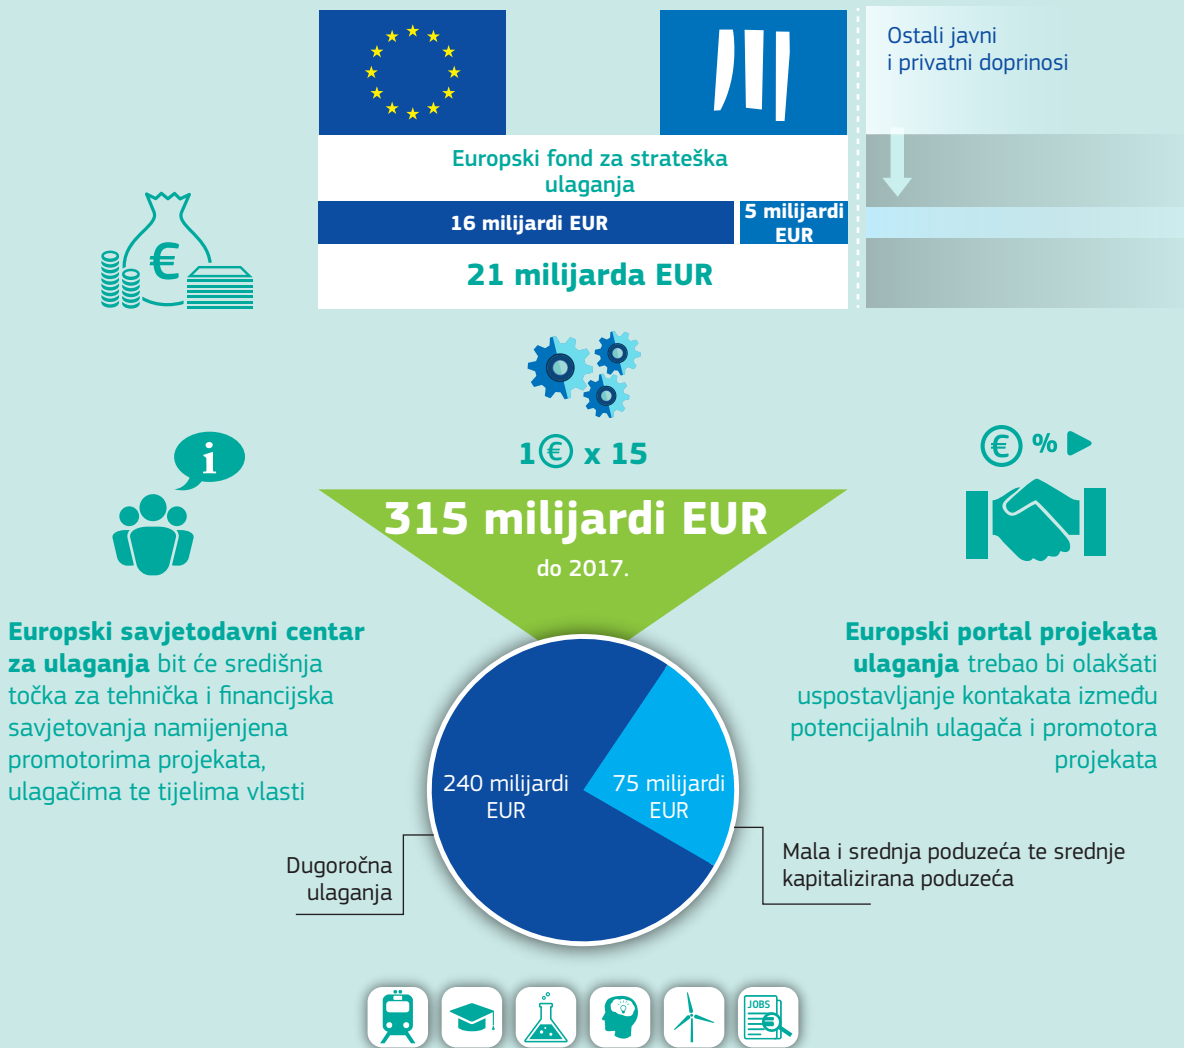 Ostali javni
i privatni doprinosi
Europski fond za strateška
ulaganja
16 milijardi EUR
5 milijardi
EUR
21 milijarda EUR
€
1€ x 15
i
€ %
315 milijardi EUR
do 2017.
Europski savjetodavni centar
za ulaganja bit će središnja
točka za tehnička i financijska
savjetovanja namijenjena
promotorima projekata,
ulagačima te tijelima vlasti
Europski portal projekata
ulaganja trebao bi olakšati
uspostavljanje kontakata između
potencijalnih ulagača i promotora
projekata
240 milijardi
EUR
75 milijardi
EUR
Dugoročna
ulaganja
Mala i srednja poduzeća te srednje
kapitalizirana poduzeća
JOBS
€